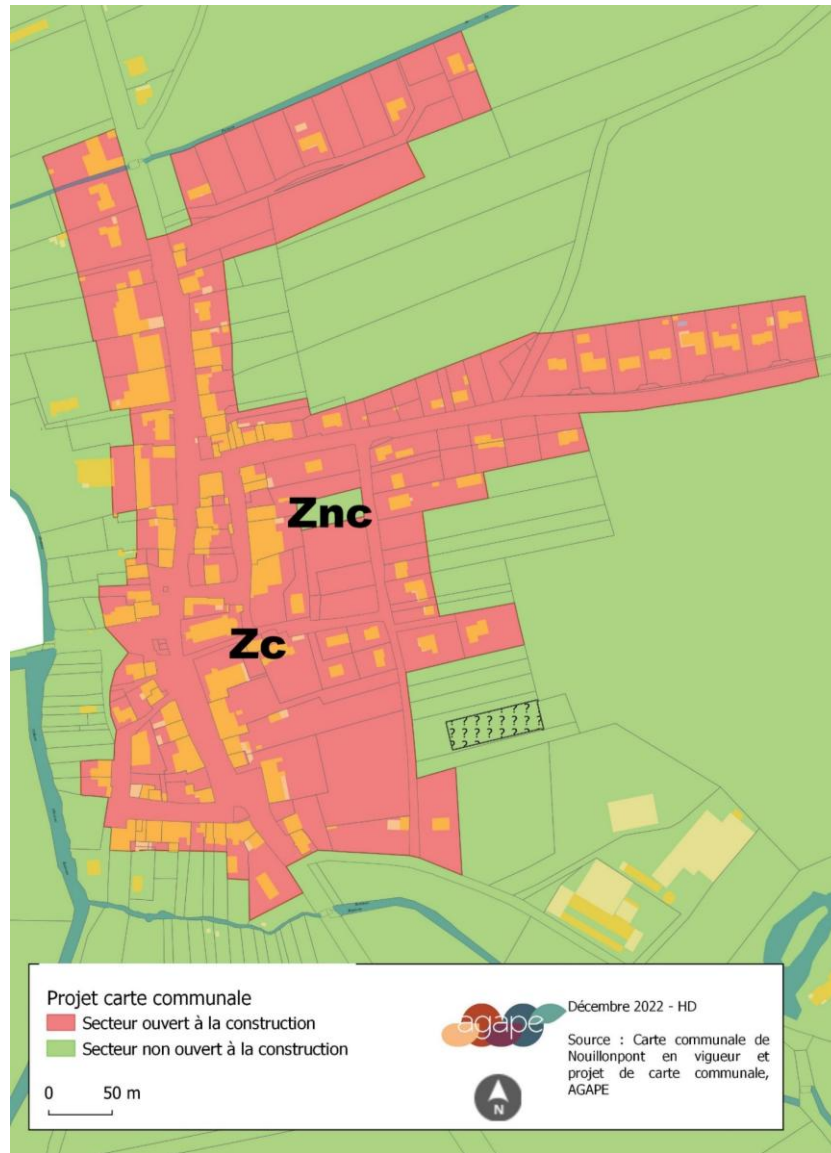 Znc
Zc
? ? ? ? ? ? ?
? ? ? ? ? ? ? ?
? ? ?
Projet carte communale
Secteur ouvert à la construction
Secteur non ouvert à la construction
0 50 m
agape
N
Décembre 2022 - HD
Source : Carte communale de
Nouillonpont en vigueur et
projet de carte communale,
AGAPE